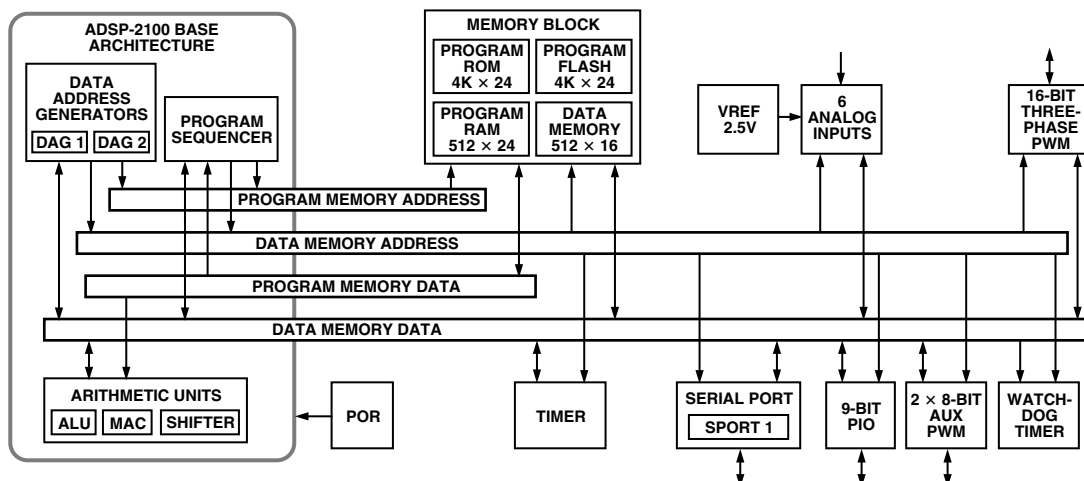 ADSP-2100 BASE
ARCHITECTURE
DATA
ADDRESS
GENERATORS
DAG 1
DAG 2
PROGRAM
SEQUENCER
MEMORY BLOCK
PROGRAM
ROM
4K × 24
PROGRAM
FLASH
4K × 24
PROGRAM
RAM
512 × 24
DATA
MEMORY
512 × 16
VREF
2.5V
6
ANALOG
INPUTS
16-BIT
THREE-
PHASE
PWM
PROGRAM MEMORY ADDRESS
DATA MEMORY ADDRESS
PROGRAM MEMORY DATA
DATA MEMORY DATA
ARITHMETIC UNITS
ALU
MAC
SHIFTER
POR
TIMER
SERIAL PORT
SPORT 1
9-BIT
PIO
2 × 8-BIT
AUX
PWM
WATCH-
DOG
TIMER